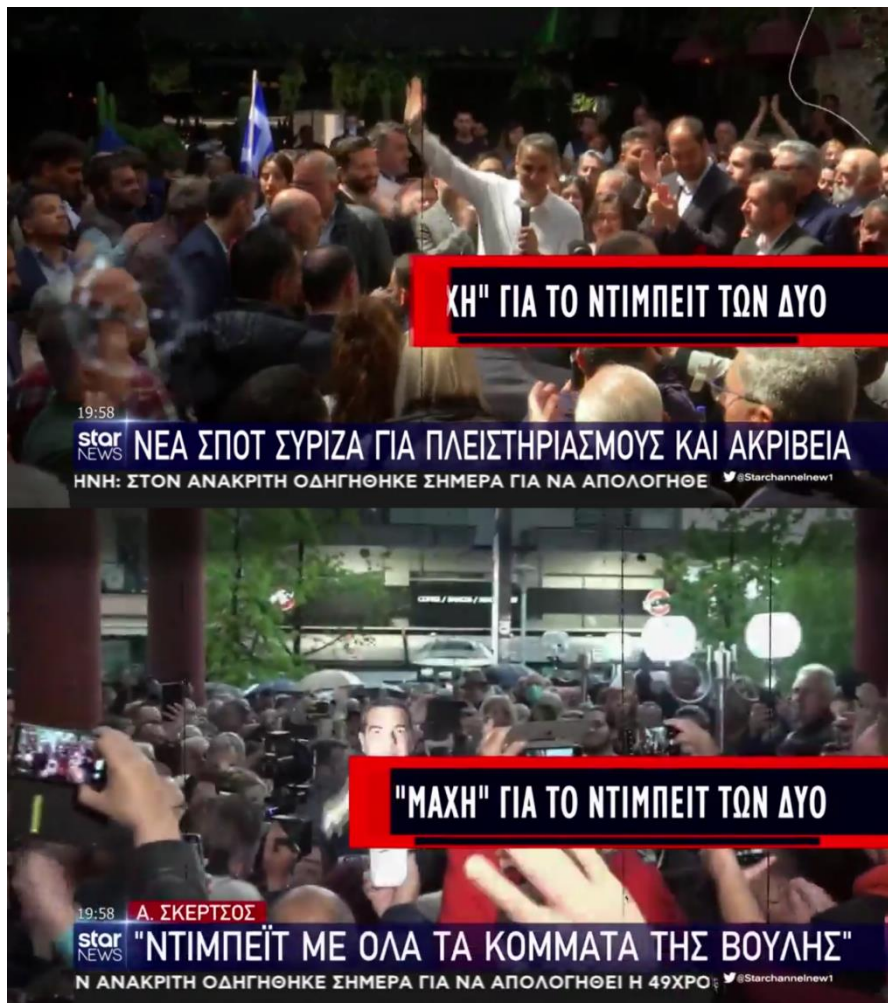 ΧΗ" ΓΙΑ ΤΟ ΝΤΙΜΠΕΙΤ ΤΩΝ ΔΥΟ
19:58
star NEWS
ΝΕΑ ΣΠΟΤ ΣΥΡΙΖΑ ΓΙΑ ΠΛΕΙΣΤΗΡΙΑΣΜΟΥΣ ΚΑΙ ΑΚΡΙΒΕΙΑ
ΗΝΗ: ΣΤΟΝ ΑΝΑΚΡΙΤΗ ΟΔΗΓΗΘΗΚΕ ΣΗΜΕΡΑ ΓΙΑ ΝΑ ΑΠΟΛΟΓΗΘΕ
@Starchannelnew1
"ΜΑΧΗ" ΓΙΑ ΤΟ ΝΤΙΜΠΕΙΤ ΤΩΝ ΔΥΟ
19:58
Α. ΣΚΕΡΤΣΟΣ
star NEWS
"ΝΤΙΜΠΕΪΤ ΜΕ ΟΛΑ ΤΑ ΚΟΜΜΑΤΑ ΤΗΣ ΒΟΥΛΗΣ"
Ν ΑΝΑΚΡΙΤΗ ΟΔΗΓΗΘΗΚΕ ΣΗΜΕΡΑ ΓΙΑ ΝΑ ΑΠΟΛΟΓΗΘΕΙ Η 49ΧΡΟ
@Starchannelnew1